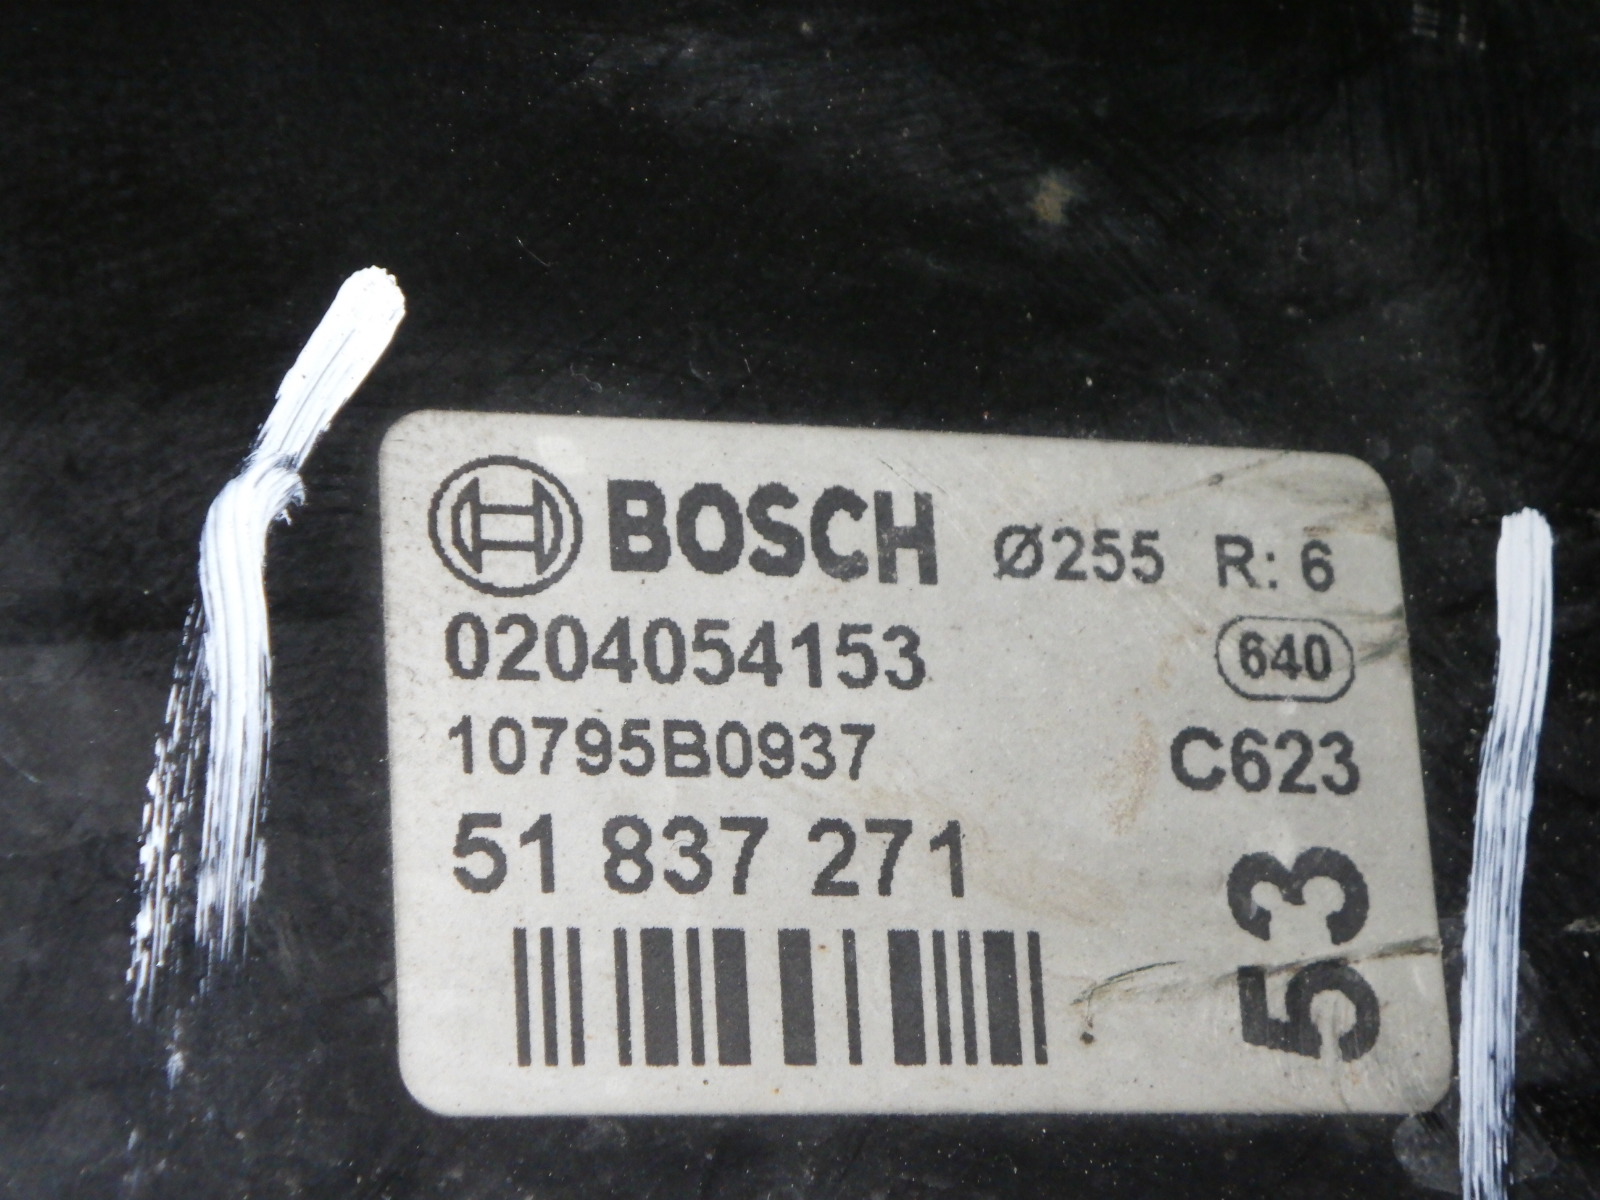 BOSCH Ø255 R: 6
0204054153 640
10795B0937 C623
51 837 271
53